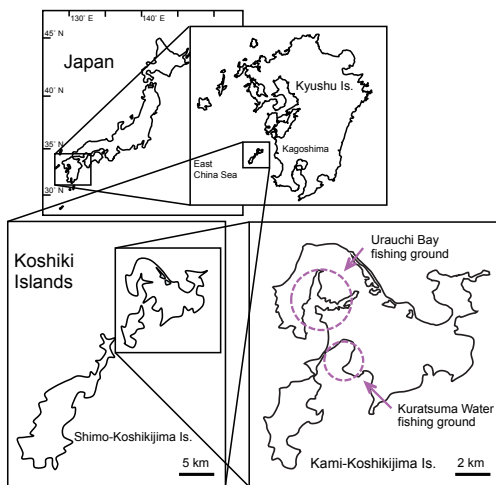 130° E
140° E
45° N
Japan
40° N
Kyushu Is.
35° N
Kagoshima
East
China Sea
30° N
Koshiki
Islands
Urauchi Bay
fishing ground
Shimo-Koshikijima Is.
Kuratsuma Water
fishing ground
5 km
Kami-Koshikijima Is.
2 km